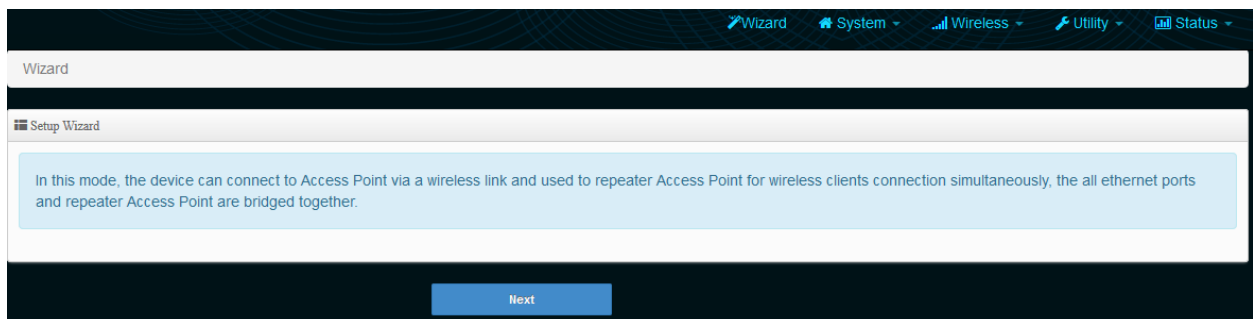 Wizard System Wireless Utility Status
Wizard
Setup Wizard
In this mode, the device can connect to Access Point via a wireless link and used to repeater Access Point for wireless clients connection simultaneously, the all ethernet ports
and repeater Access Point are bridged together.
Next